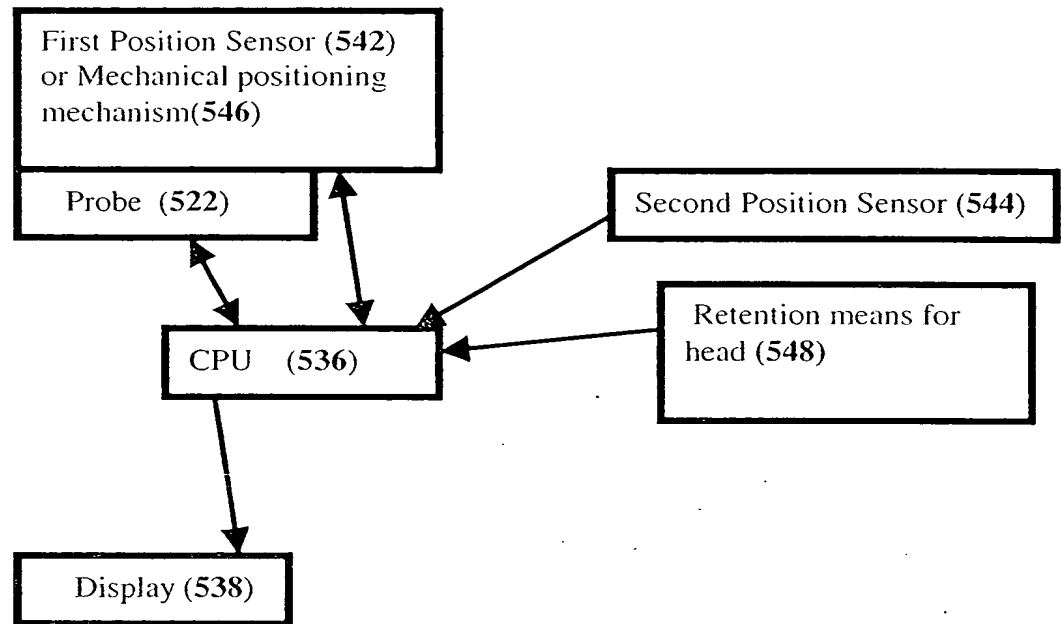 First Position Sensor (542)
or Mechanical positioning
mechanism(546)
Probe (522)
Second Position Sensor (544)
Retention means for
head (548)
CPU (536)
Display (538)